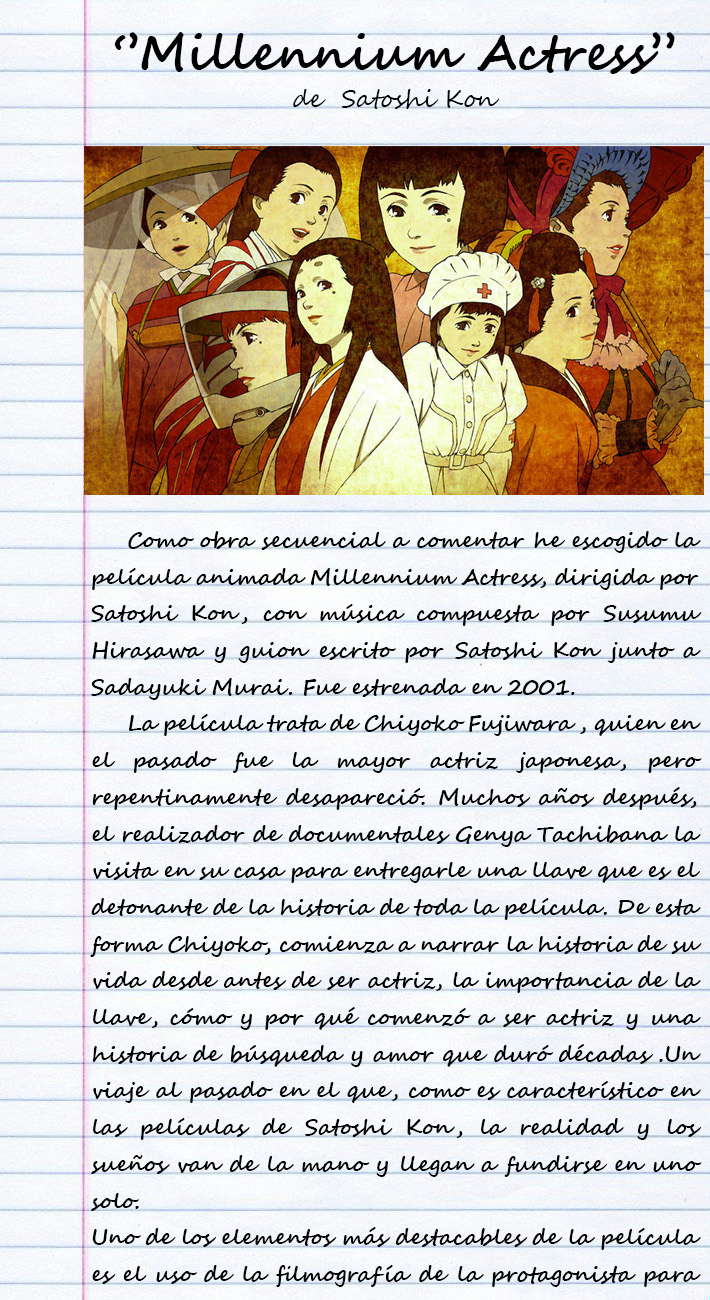 ‘’Millennium Actress’’
de Satoshi Kon
Como obra secuencial a comentar he escogido la
película animada Millennium Actress, dirigida por
Satoshi Kon, con música compuesta por Susumu
Hirasawa y guion escrito por Satoshi Kon junto a
Sadayuki Murai. Fue estrenada en 2001.
La película trata de Chiyoko Fujiwara , quien en
el pasado fue la mayor actriz japonesa, pero
repentinamente desapareció. Muchos años después,
el realizador de documentales Genya Tachibana la
visita en su casa para entregarle una llave que es el
detonante de la historia de toda la película. De esta
forma Chiyoko, comienza a narrar la historia de su
vida desde antes de ser actriz, la importancia de la
llave, cómo y por qué comenzó a ser actriz y una
historia de búsqueda y amor que duró décadas .Un
viaje al pasado en el que, como es característico en
las películas de Satoshi Kon, la realidad y los
sueños van de la mano y llegan a fundirse en uno
solo.
Uno de los elementos más destacables de la película
es el uso de la filmografía de la protagonista para